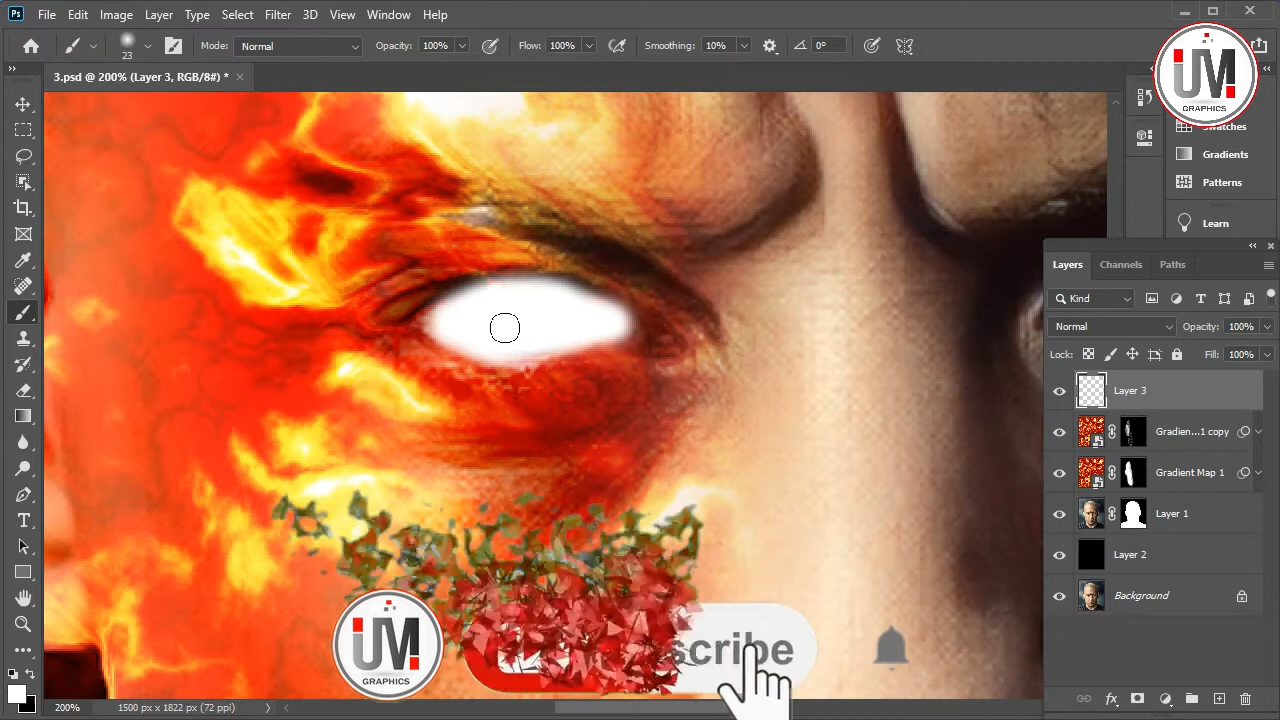 Ps File Edit Image Layer Type Select Filter 3D View Window Help
23 Mode: Normal Opacity: 100% Flow: 100% Smoothing: 10% 0°
3.psd @ 200% (Layer 3, RGB/8#) *
UM
GRAPHICS
Swatches
Gradients
Patterns
Learn
Layers Channels Paths
Kind
Normal Opacity: 100%
Lock: Fill: 100%
Layer 3
Gradien...1 copy
Gradient Map 1
Layer 1
Layer 2
Background
UM
GRAPHICS
scribe
200% 1500 px x 1822 px (72 ppi)